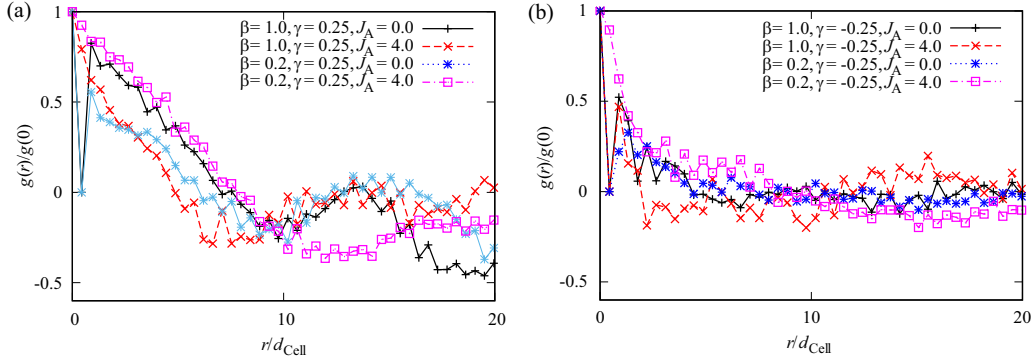 (a)
β= 1.0, γ = 0.25, J_A = 0.0
β= 1.0, γ = 0.25, J_A = 4.0
β= 0.2, γ = 0.25, J_A = 0.0
β= 0.2, γ = 0.25, J_A = 4.0
g(r)/g(0)
1
0.5
0
-0.5
0 10 20
r/d_Cell
(b)
β= 1.0, γ = -0.25, J_A = 0.0
β= 1.0, γ = -0.25, J_A = 4.0
β= 0.2, γ = -0.25, J_A = 0.0
β= 0.2, γ = -0.25, J_A = 4.0
g(r)/g(0)
1
0.5
0
-0.5
0 10 20
r/d_Cell